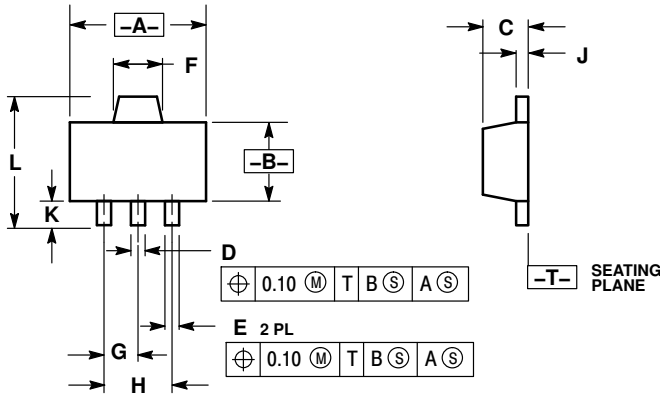 –A–
C
F
J
L
–B–
K
D
⌖ 0.10 Ⓜ T B Ⓢ A Ⓢ
–T– SEATING
PLANE
E 2 PL
G
⌖ 0.10 Ⓜ T B Ⓢ A Ⓢ
H